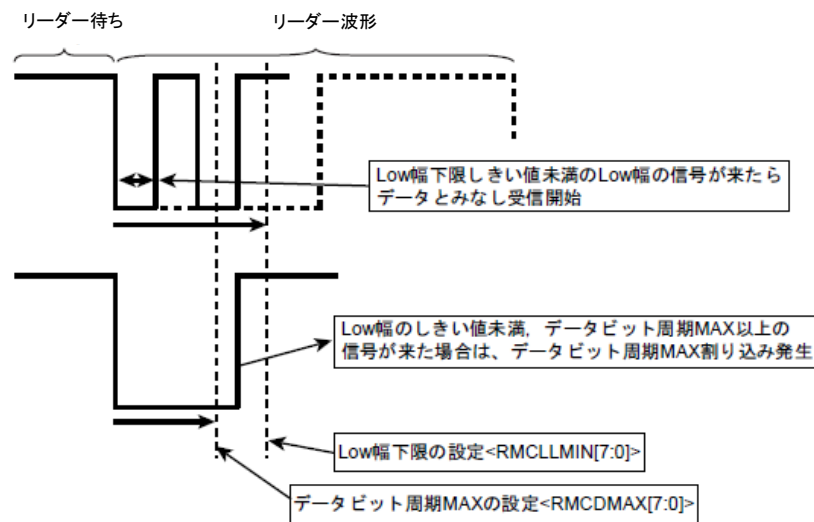 リーダー待ち
リーダー波形
Low幅下限しきい値未満のLow幅の信号が来たら
データとみなし受信開始
Low幅のしきい値未満，データビット周期MAX以上の
信号が来た場合は、データビット周期MAX割り込み発生
Low幅下限の設定<RMCLLMIN[7:0]>
データビット周期MAXの設定<RMCDMAX[7:0]>